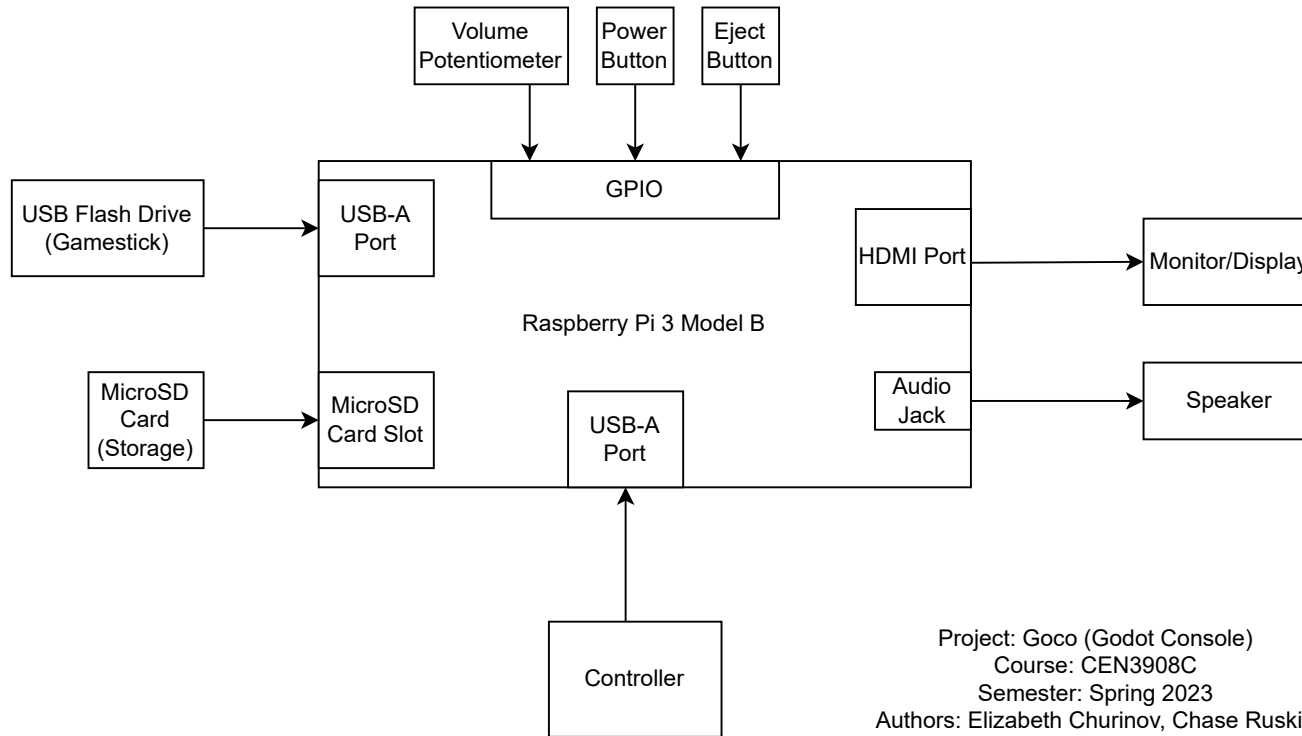 Volume
Potentiometer
Power
Button
Eject
Button
GPIO
USB Flash Drive
(Gamestick)
USB-A
Port
HDMI Port
Monitor/Display
Raspberry Pi 3 Model B
MicroSD
Card
(Storage)
MicroSD
Card Slot
USB-A
Port
Audio
Jack
Speaker
Controller
Project: Goco (Godot Console)
Course: CEN3908C
Semester: Spring 2023
Authors: Elizabeth Churinov, Chase Ruski